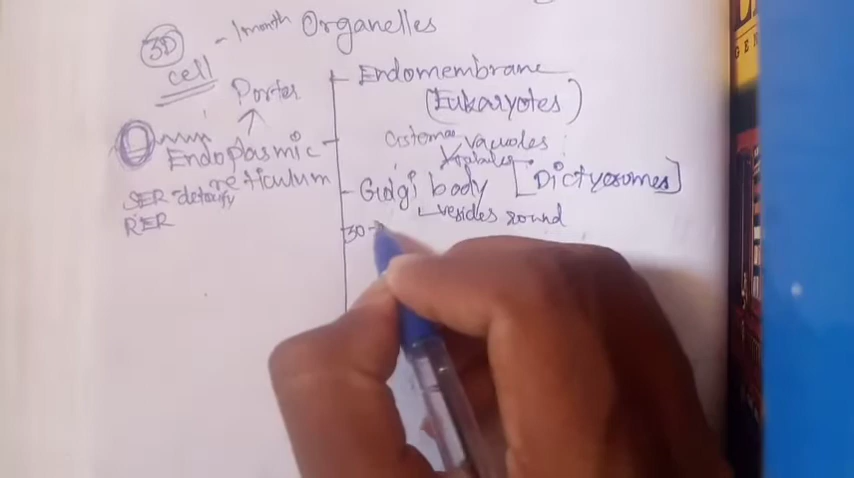 3D - 1 month Organelles
cell
Endomembrane
(Eukaryotes)
Porter
Endoplasmic
reticulum
SER - detoxify
RER
vacuoles
Golgi body [Dictyosomes]
vesicles round
30-
GEN